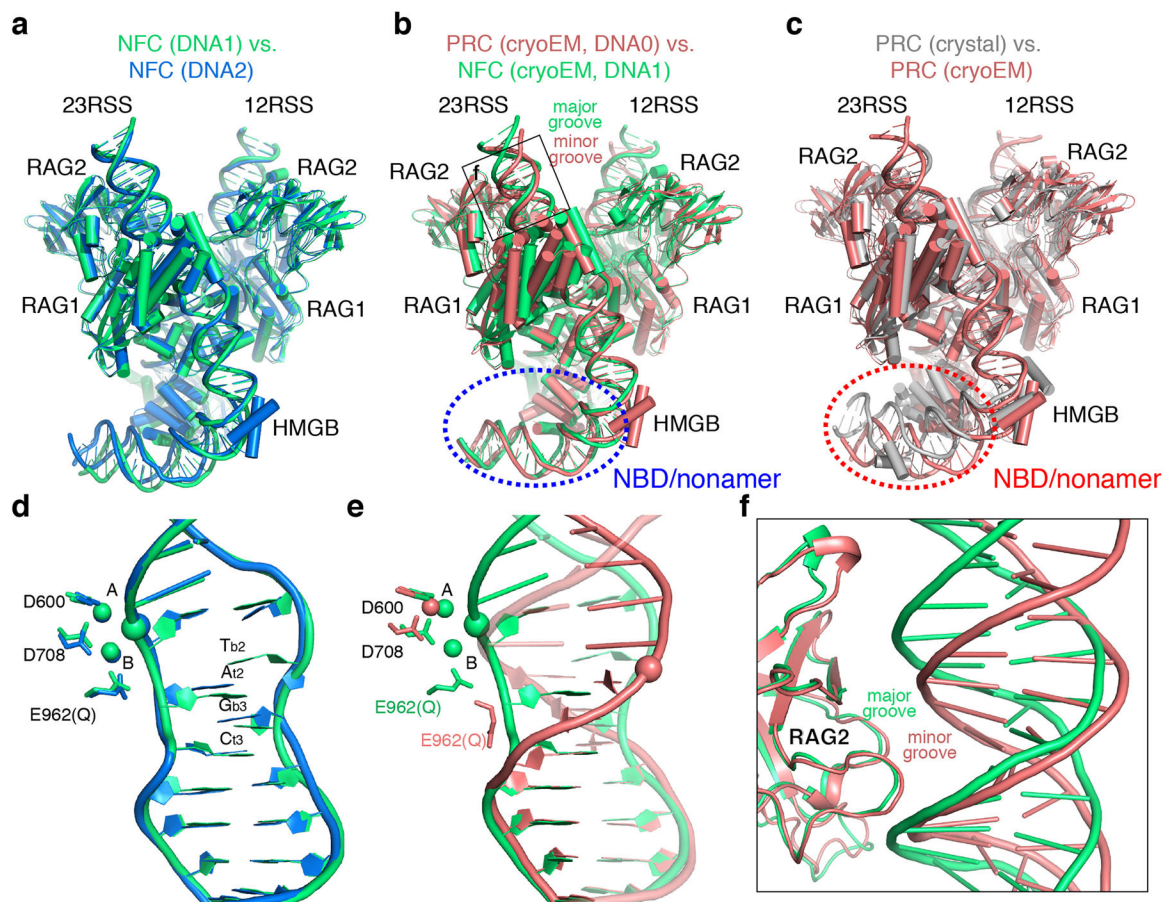 a
NFC (DNA1) vs.
NFC (DNA2)
23RSS
12RSS
RAG2
RAG2
RAG1
RAG1
HMGB
b
PRC (cryoEM, DNA0) vs.
NFC (cryoEM, DNA1)
23RSS
12RSS
major
groove
minor
groove
RAG2
f
RAG2
RAG1
RAG1
HMGB
NBD/nonamer
c
PRC (crystal) vs.
PRC (cryoEM)
23RSS
12RSS
RAG2
RAG2
RAG1
RAG1
HMGB
NBD/nonamer
d
A
D600
D708
B
E962(Q)
Tb2
At2
Gb3
Ct3
e
A
D600
D708
B
E962(Q)
E962(Q)
f
major
groove
RAG2
minor
groove